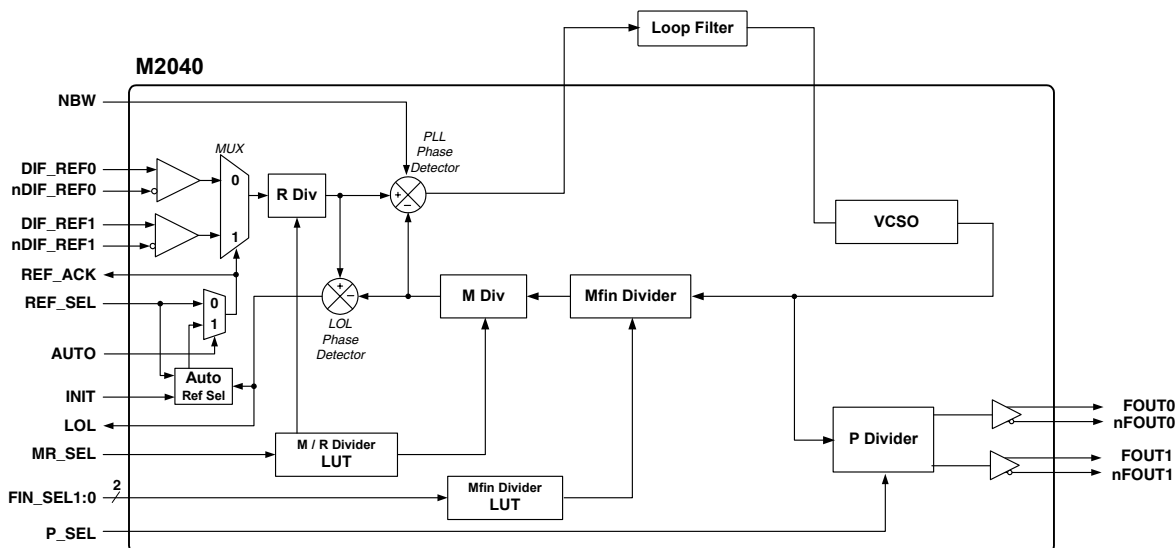 Loop Filter
M2040
NBW
PLL
Phase
Detector
MUX
DIF_REF0
nDIF_REF0
0
R Div
+
–
DIF_REF1
nDIF_REF1
1
VCSO
REF_ACK
REF_SEL
0
1
+
–
LOL
Phase
Detector
M Div
Mfin Divider
AUTO
Auto
Ref Sel
INIT
LOL
P Divider
FOUT0
nFOUT0
FOUT1
nFOUT1
MR_SEL
M / R Divider
LUT
FIN_SEL1:0
2
Mfin Divider
LUT
P_SEL